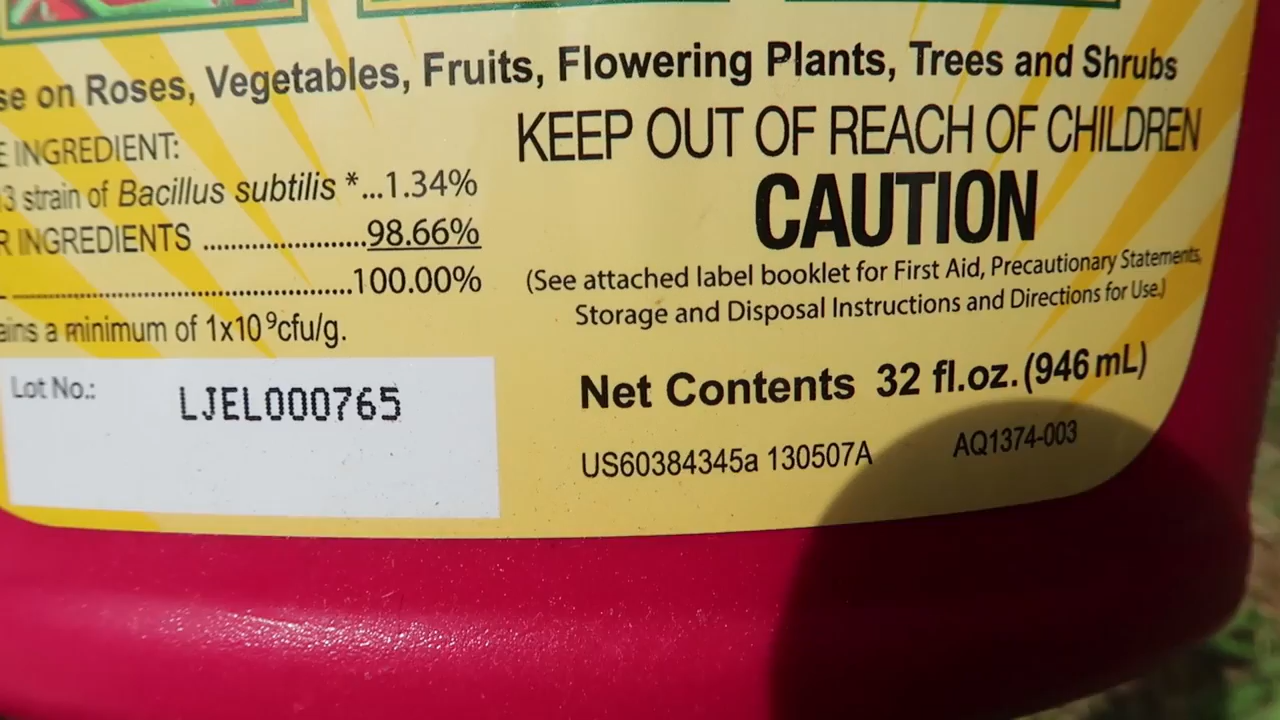 se on Roses, Vegetables, Fruits, Flowering Plants, Trees and Shrubs
E INGREDIENT:
3 strain of Bacillus subtilis *...1.34%
R INGREDIENTS ......................98.66%
......................................100.00%
ains a minimum of 1x10⁹cfu/g.
Lot No.: LJEL000765
KEEP OUT OF REACH OF CHILDREN
CAUTION
(See attached label booklet for First Aid, Precautionary Statements,
Storage and Disposal Instructions and Directions for Use.)
Net Contents 32 fl.oz. (946 mL)
US60384345a 130507A AQ1374-003